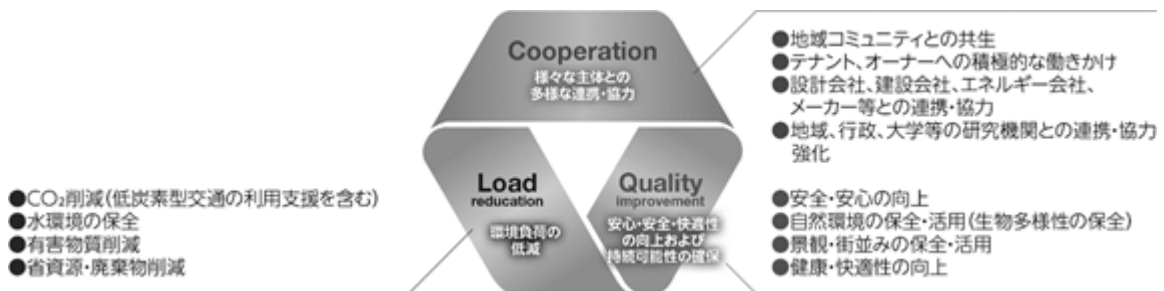 Cooperation
様々な主体との
多様な連携・協力
●地域コミュニティとの共生
●テナント、オーナーへの積極的な働きかけ
●設計会社、建設会社、エネルギー会社、
メーカー等との連携・協力
●地域、行政、大学等の研究機関との連携・協力
強化
Load
reducation
環境負荷の
低減
●CO₂削減(低炭素型交通の利用支援を含む)
●水環境の保全
●有害物質削減
●省資源・廃棄物削減
Quality
improvement
安心・安全・快適性
の向上および
持続可能性の確保
●安全・安心の向上
●自然環境の保全・活用(生物多様性の保全)
●景観・街並みの保全・活用
●健康・快適性の向上